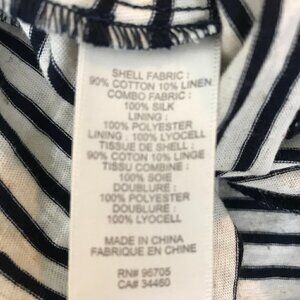 SHELL FABRIC :
90% COTTON 10% LINEN
COMBO FABRIC :
100% SILK
LINING :
100% POLYESTER
LINING : 100% LYOCELL
TISSUE DE SHELL :
90% COTON 10% LINGE
TISSU COMBINE :
100% SOIE
DOUBLURE :
100% POLYESTER
DOUBLURE :
100% LYOCELL
MADE IN CHINA
FABRIQUE EN CHINE
RN# 96705
CA# 34460